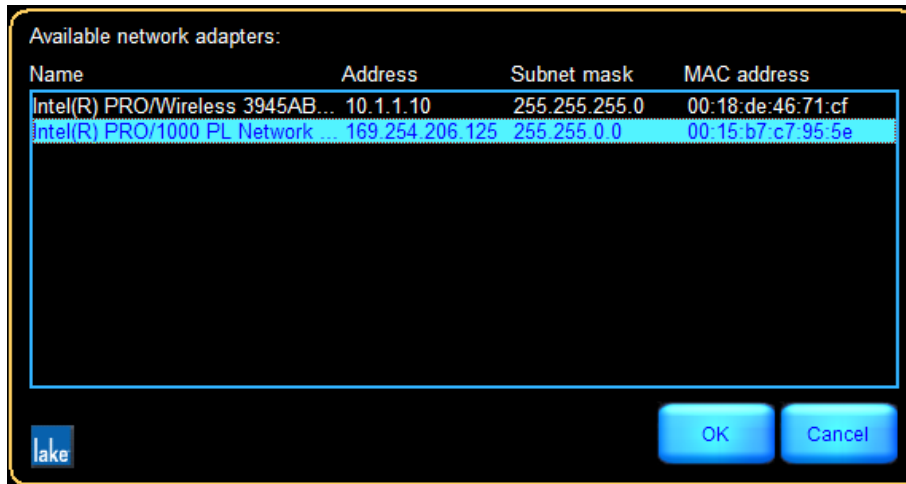 Available network adapters:
Name Address Subnet mask MAC address
Intel(R) PRO/Wireless 3945AB... 10.1.1.10 255.255.255.0 00:18:de:46:71:cf
Intel(R) PRO/1000 PL Network ... 169.254.206.125 255.255.0.0 00:15:b7:c7:95:5e
OK Cancel
lake